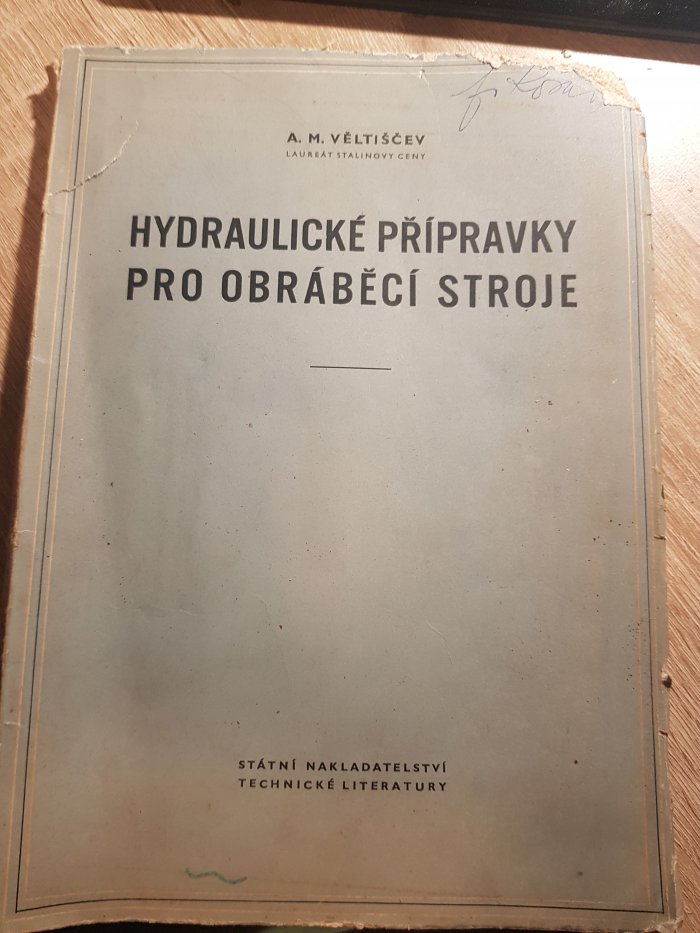 A. M. VĚLTIŠČEV
LAUREÁT STALINOVY CENY
HYDRAULICKÉ PŘÍPRAVKY
PRO OBRÁBĚCÍ STROJE
STÁTNÍ NAKLADATELSTVÍ
TECHNICKÉ LITERATURY